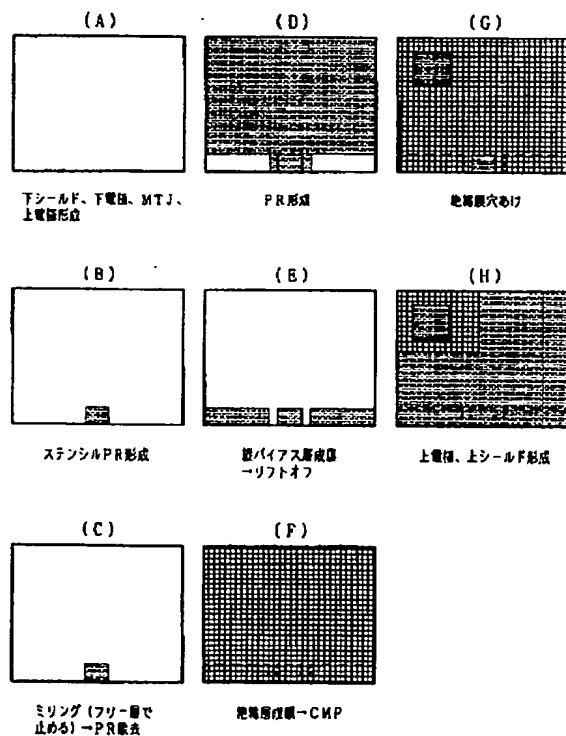 (A)
下シールド、下電極、MTJ、
上電極形成
(B)
ステンシルPR形成
(C)
ミリング(フリー層で
止める)→PR除去
(D)
PR形成
(E)
縦バイアス層成膜
→リフトオフ
(F)
絶縁層成膜→CMP
(G)
絶縁膜穴あけ
(H)
上電極、上シールド形成